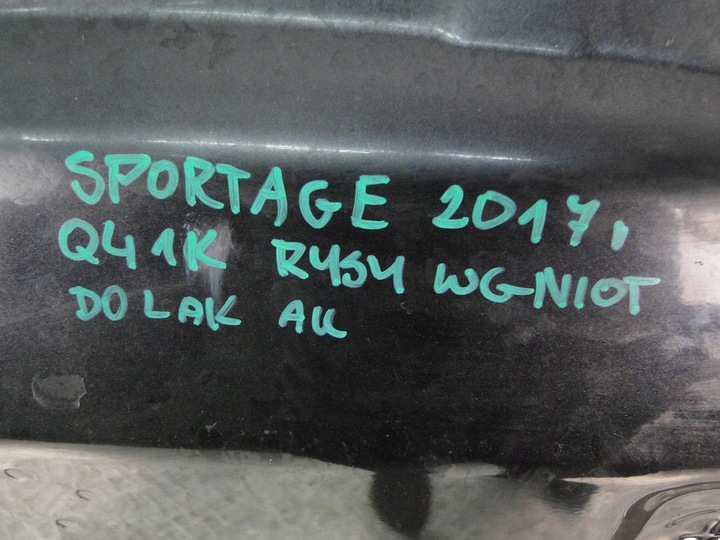 SPORTAGE 2017,
Q41K RYSY WGNIOT
DO LAK AK